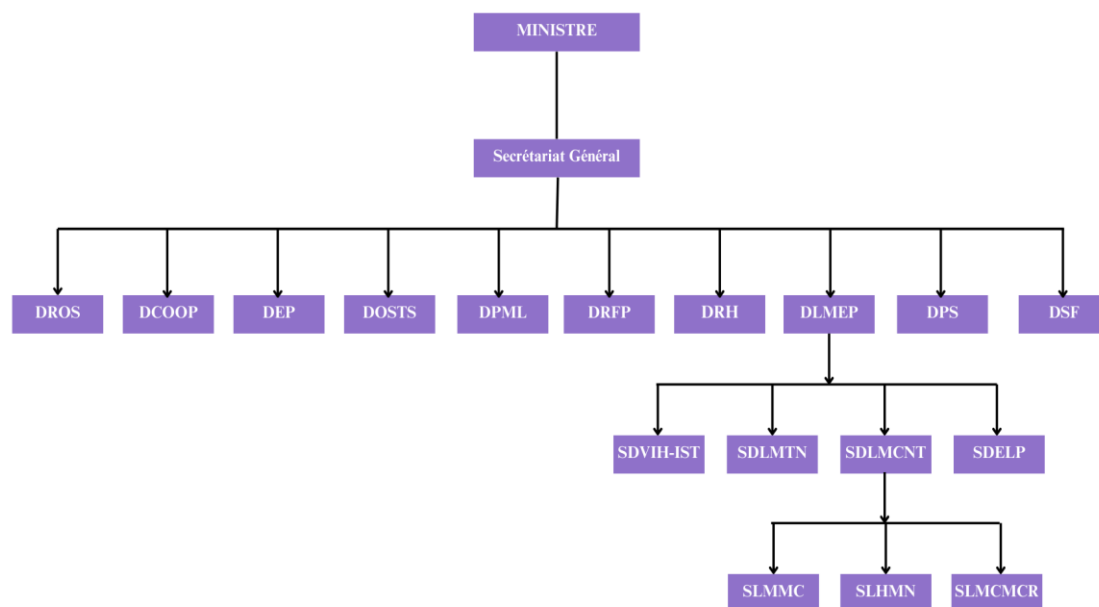 MINISTRE
Secrétariat Général
DROS
DCOOP
DEP
DOSTS
DPML
DRFP
DRH
DLMEP
DPS
DSF
SDVIH-IST
SDLMTN
SDLMCNT
SDELP
SLMMC
SLHMN
SLMCMCR